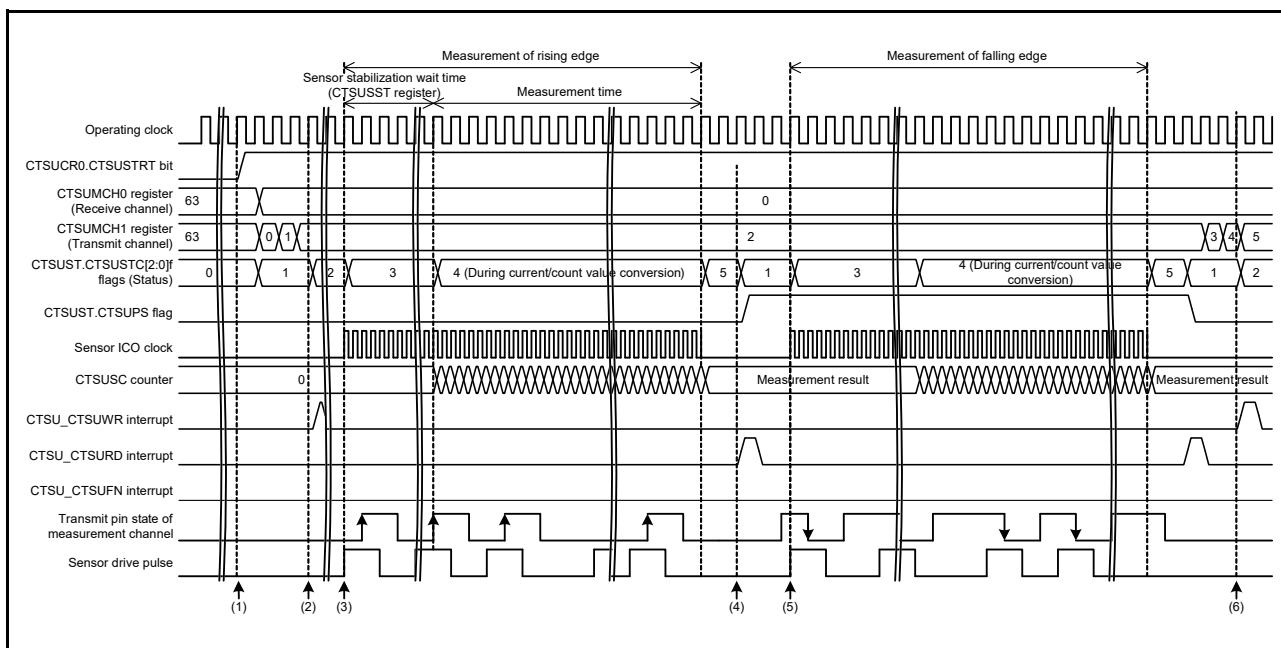 Measurement of rising edge
Measurement of falling edge
Sensor stabilization wait time
(CTSUSST register)
Measurement time
Operating clock
CTSUCR0.CTSUSTRT bit
CTSUMCH0 register
(Receive channel)
63
0
CTSUMCH1 register
(Transmit channel)
63
0
1
2
3
4
5
CTSUST.CTSUSTC[2:0]f
flags (Status)
0
1
2
3
4 (During current/count value conversion)
5
1
3
4 (During current/count value
conversion)
5
1
2
CTSUST.CTSUPS flag
Sensor ICO clock
CTSUSC counter
0
Measurement result
Measurement result
CTSU_CTSUWR interrupt
CTSU_CTSURD interrupt
CTSU_CTSUFN interrupt
Transmit pin state of
measurement channel
Sensor drive pulse
(1)
(2)
(3)
(4)
(5)
(6)